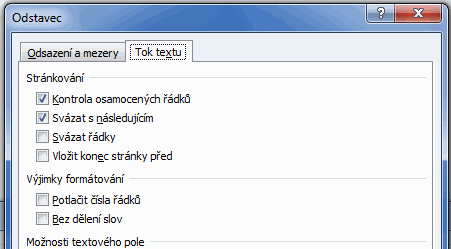 Odstavec
Odsazení a mezery
Tok textu
Stránkování
Kontrola osamocených řádků
Svázat s následujícím
Svázat řádky
Vložit konec stránky před
Výjimky formátování
Potlačit čísla řádků
Bez dělení slov
Možnosti textového pole